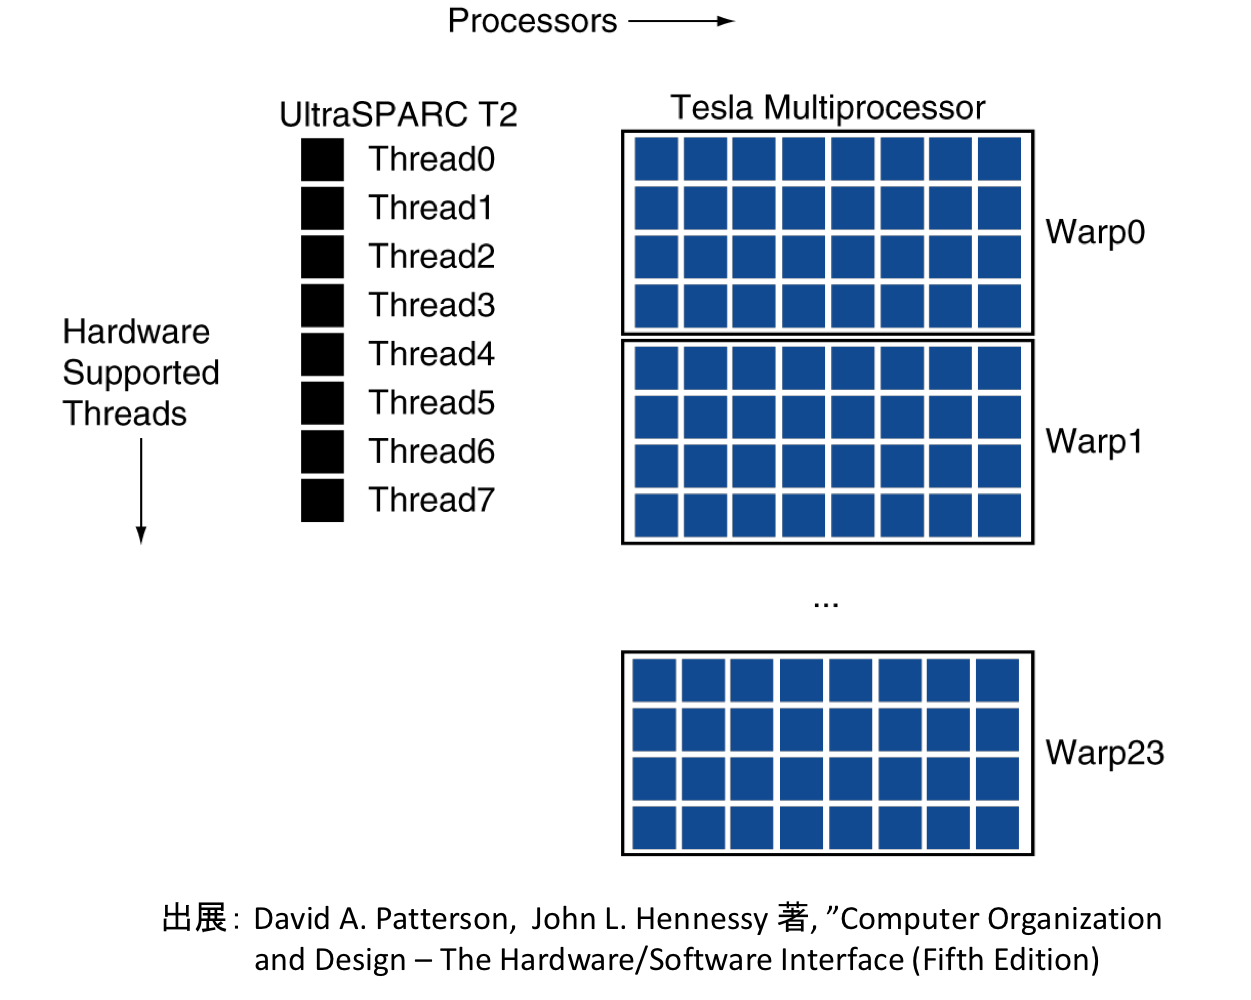 Processors
UltraSPARC T2
Tesla Multiprocessor
Thread0
Thread1
Thread2
Thread3
Thread4
Thread5
Thread6
Thread7
Hardware
Supported
Threads
Warp0
Warp1
...
Warp23
出展： David A. Patterson, John L. Hennessy 著, ”Computer Organization
and Design – The Hardware/Software Interface (Fifth Edition)